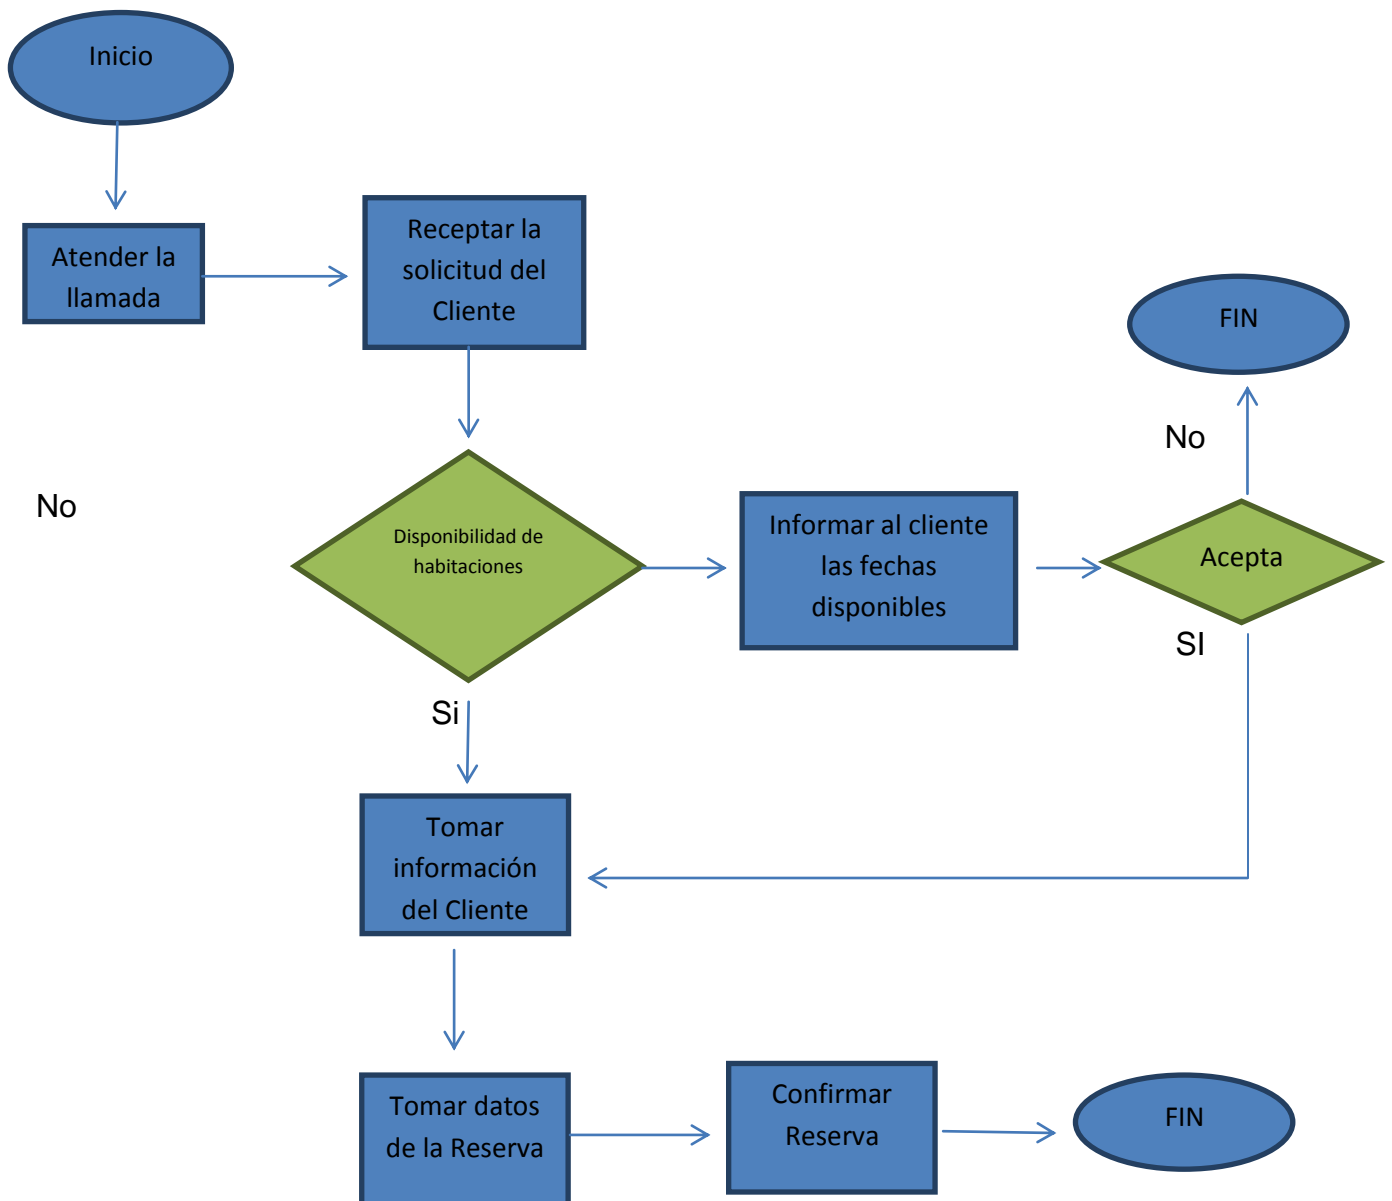 Inicio
Atender la
llamada
Receptar la
solicitud del
Cliente
FIN
No
No
Disponibilidad de
habitaciones
Informar al cliente
las fechas
disponibles
Acepta
SI
Si
Tomar
información
del Cliente
Tomar datos
de la Reserva
Confirmar
Reserva
FIN